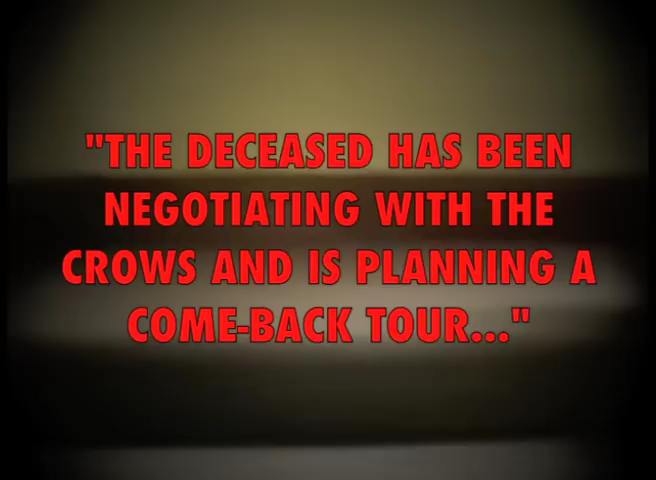 "THE DECEASED HAS BEEN
NEGOTIATING WITH THE
CROWS AND IS PLANNING A
COME-BACK TOUR..."